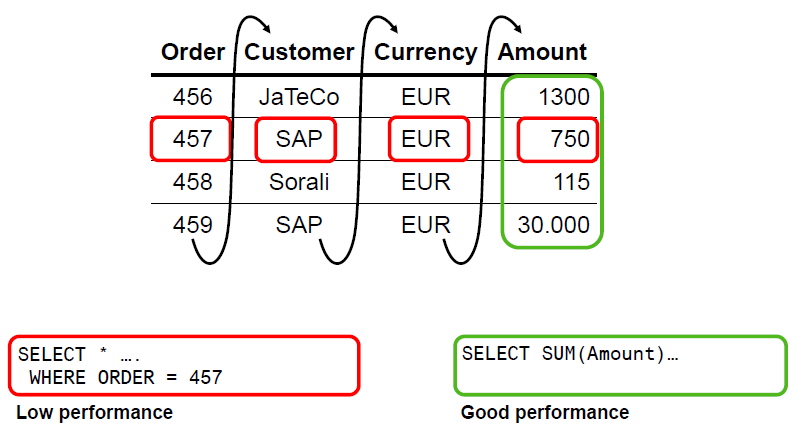 Order Customer Currency Amount
456 JaTeCo EUR 1300
457 SAP EUR 750
458 Sorali EUR 115
459 SAP EUR 30.000
SELECT * ….
WHERE ORDER = 457
Low performance
SELECT SUM(Amount)…
Good performance